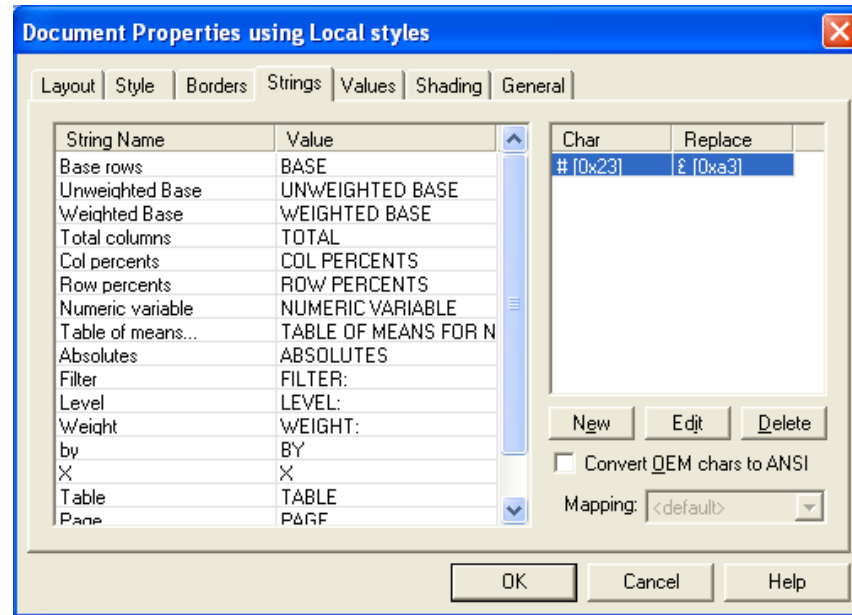 Document Properties using Local styles
Layout Style Borders Strings Values Shading General
String Name Value
Base rows BASE
Unweighted Base UNWEIGHTED BASE
Weighted Base WEIGHTED BASE
Total columns TOTAL
Col percents COL PERCENTS
Row percents ROW PERCENTS
Numeric variable NUMERIC VARIABLE
Table of means... TABLE OF MEANS FOR N
Absolutes ABSOLUTES
Filter FILTER:
Level LEVEL:
Weight WEIGHT:
by BY
X X
Table TABLE
Page PAGE
Char Replace
# [0x23] £ [0xa3]
New Edit Delete
Convert OEM chars to ANSI
Mapping: <default>
OK Cancel Help